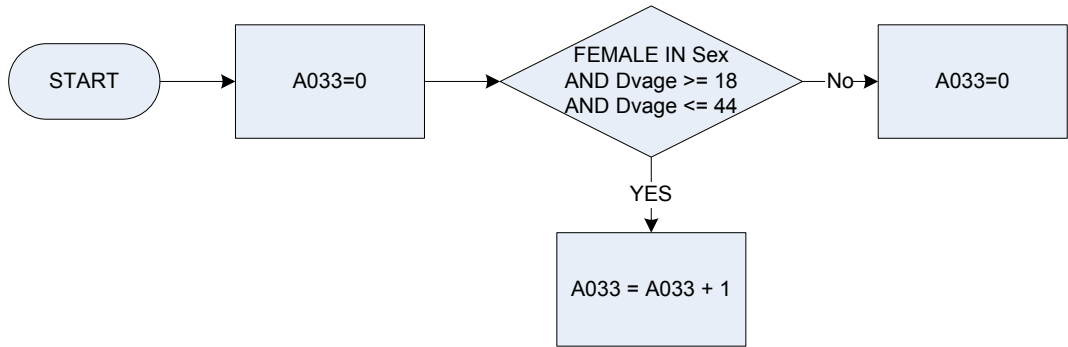 START
A033=0
FEMALE IN Sex
AND Dvage >= 18
AND Dvage <= 44
No
A033=0
YES
A033 = A033 + 1